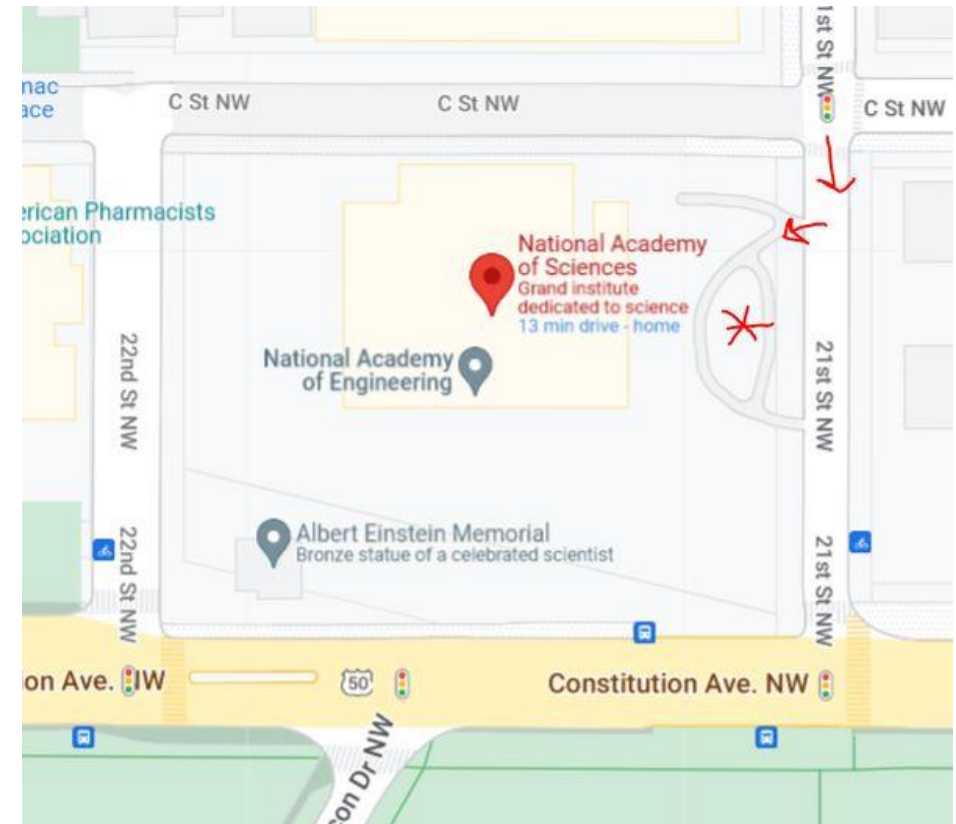 1st St NW
nac
ace
C St NW
C St NW
C St NW
erican Pharmacists
ociation
National Academy
of Sciences
Grand institute
dedicated to science
13 min drive - home
National Academy
of Engineering
22nd St NW
21st St NW
Albert Einstein Memorial
Bronze statue of a celebrated scientist
22nd St NW
21st St NW
on Ave. NW
50
Constitution Ave. NW
son Dr NW